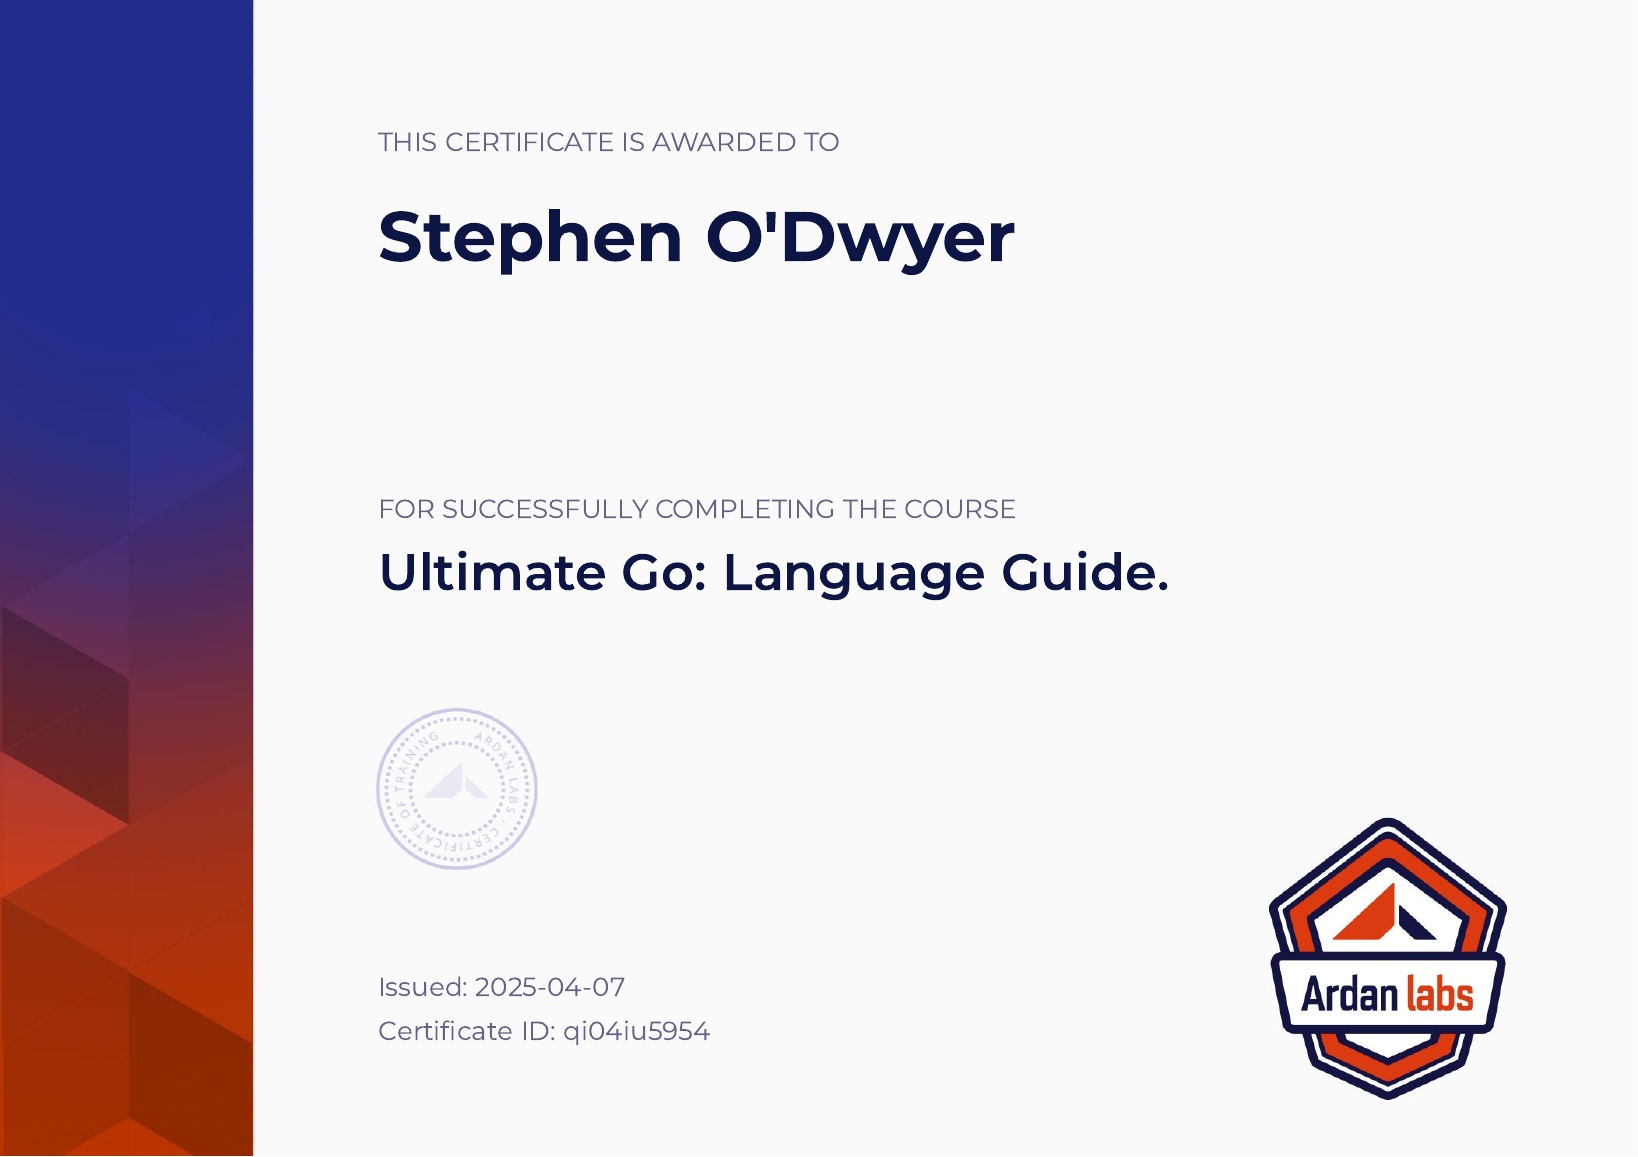 THIS CERTIFICATE IS AWARDED TO
Stephen O'Dwyer
FOR SUCCESSFULLY COMPLETING THE COURSE
Ultimate Go: Language Guide.
ARDAN LABS - CERTIFICATE OF TRAINING
Issued: 2025-04-07
Certificate ID: qi04iu5954
Ardan labs